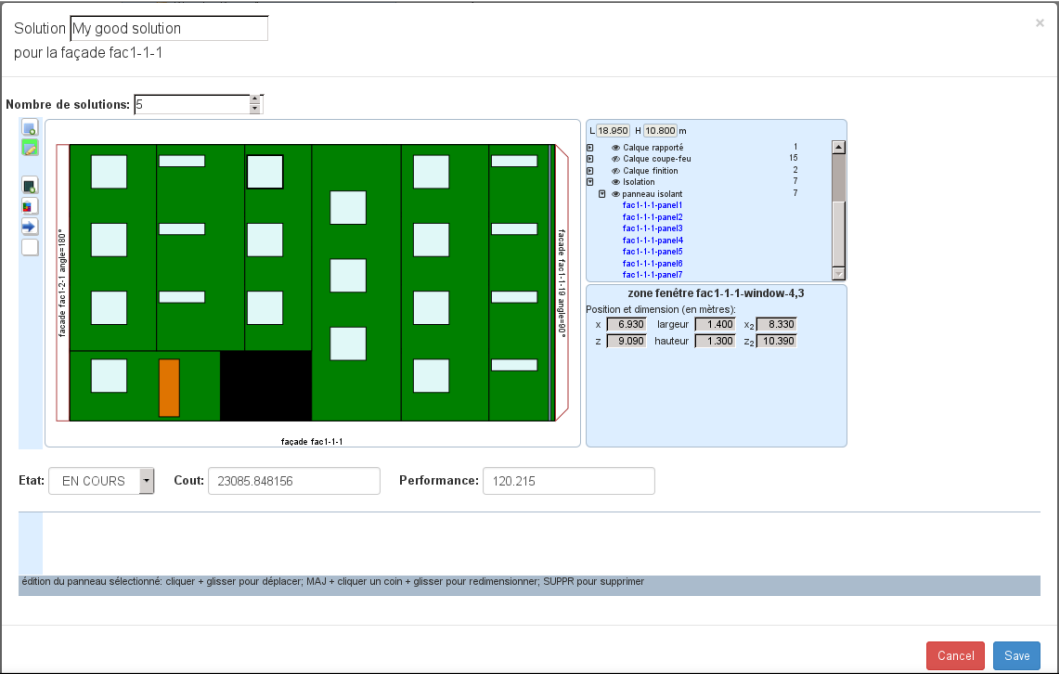 Solution My good solution ×
pour la façade fac1-1-1
Nombre de solutions: 5
L 18.950 H 10.800 m
Calque rapporté 1
Calque coupe-feu 15
Calque finition 2
Isolation 7
panneau isolant 7
fac1-1-1-panel1
fac1-1-1-panel2
fac1-1-1-panel3
fac1-1-1-panel4
fac1-1-1-panel5
fac1-1-1-panel6
fac1-1-1-panel7
facade fac1-2-1 angle=180°
facade fac1-1-19 angle=90°
façade fac1-1-1
zone fenêtre fac1-1-1-window-4,3
Position et dimension (en mètres):
x 6.930 largeur 1.400 x2 8.330
z 9.090 hauteur 1.300 z2 10.390
Etat: EN COURS Cout: 23085.848156 Performance: 120.215
édition du panneau sélectionné: cliquer + glisser pour déplacer; MAJ + cliquer un coin + glisser pour redimensionner; SUPPR pour supprimer
Cancel Save